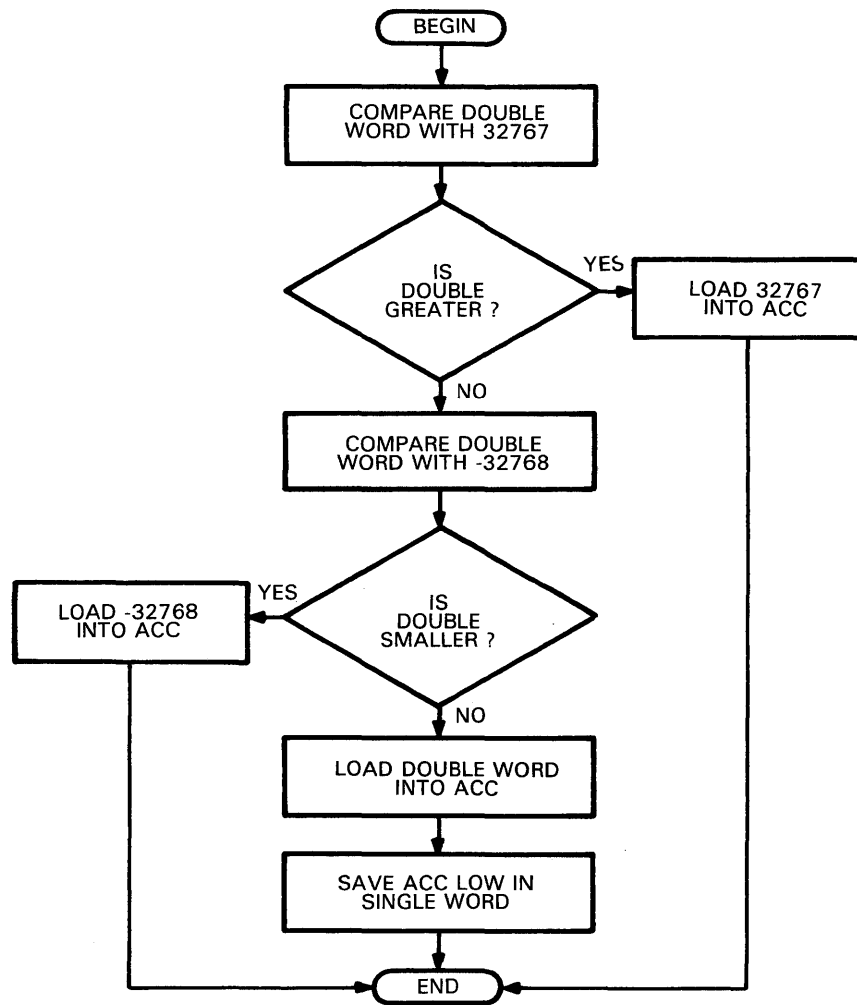 BEGIN
COMPARE DOUBLE
WORD WITH 32767
IS
DOUBLE
GREATER ?
YES
LOAD 32767
INTO ACC
NO
COMPARE DOUBLE
WORD WITH -32768
IS
DOUBLE
SMALLER ?
YES
LOAD -32768
INTO ACC
NO
LOAD DOUBLE WORD
INTO ACC
SAVE ACC LOW IN
SINGLE WORD
END